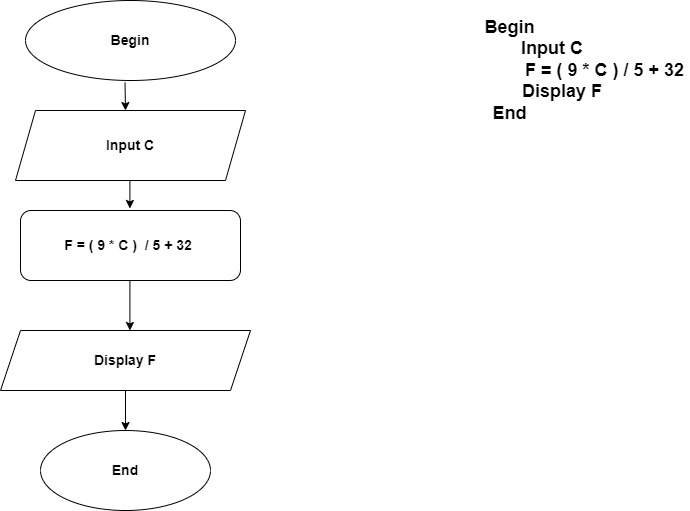 Begin
Input C
F = ( 9 * C )  / 5 + 32
Display F
End
Begin
Input C
F = ( 9 * C ) / 5 + 32
Display F
End